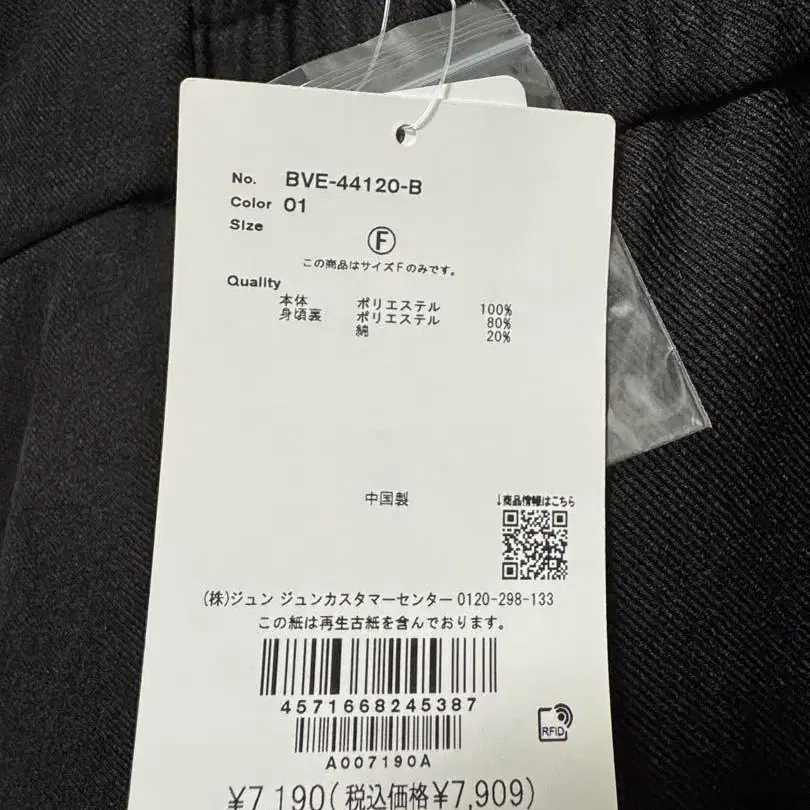 No. BVE-44120-B
Color 01
Size
F
この商品はサイズFのみです。
Quality
本体 ポリエステル 100%
身頃裏 ポリエステル 80%
綿 20%
中国製
↓商品情報はこちら
(株)ジュン ジュンカスタマーセンター 0120-298-133
この紙は再生古紙を含んでおります。
4571668245387
RFID
A007190A
¥7,190(税込価格¥7,909)